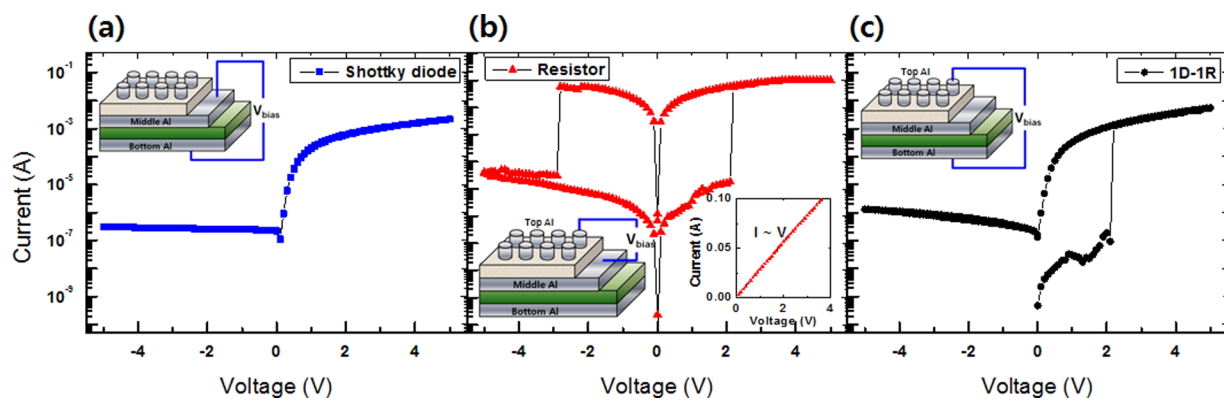 (a)
(b)
(c)
Shottky diode
Resistor
1D-1R
Current (A)
10⁻¹
10⁻³
10⁻⁵
10⁻⁷
10⁻⁹
V_bias
Middle Al
Bottom Al
-4 -2 0 2 4
Voltage (V)
Top Al
V_bias
Middle Al
Bottom Al
Current (A)
0.10
0.05
0.00
I ~ V
0 2 4
Voltage (V)
-4 -2 0 2 4
Voltage (V)
Top Al
V_bias
Middle Al
Bottom Al
-4 -2 0 2 4
Voltage (V)